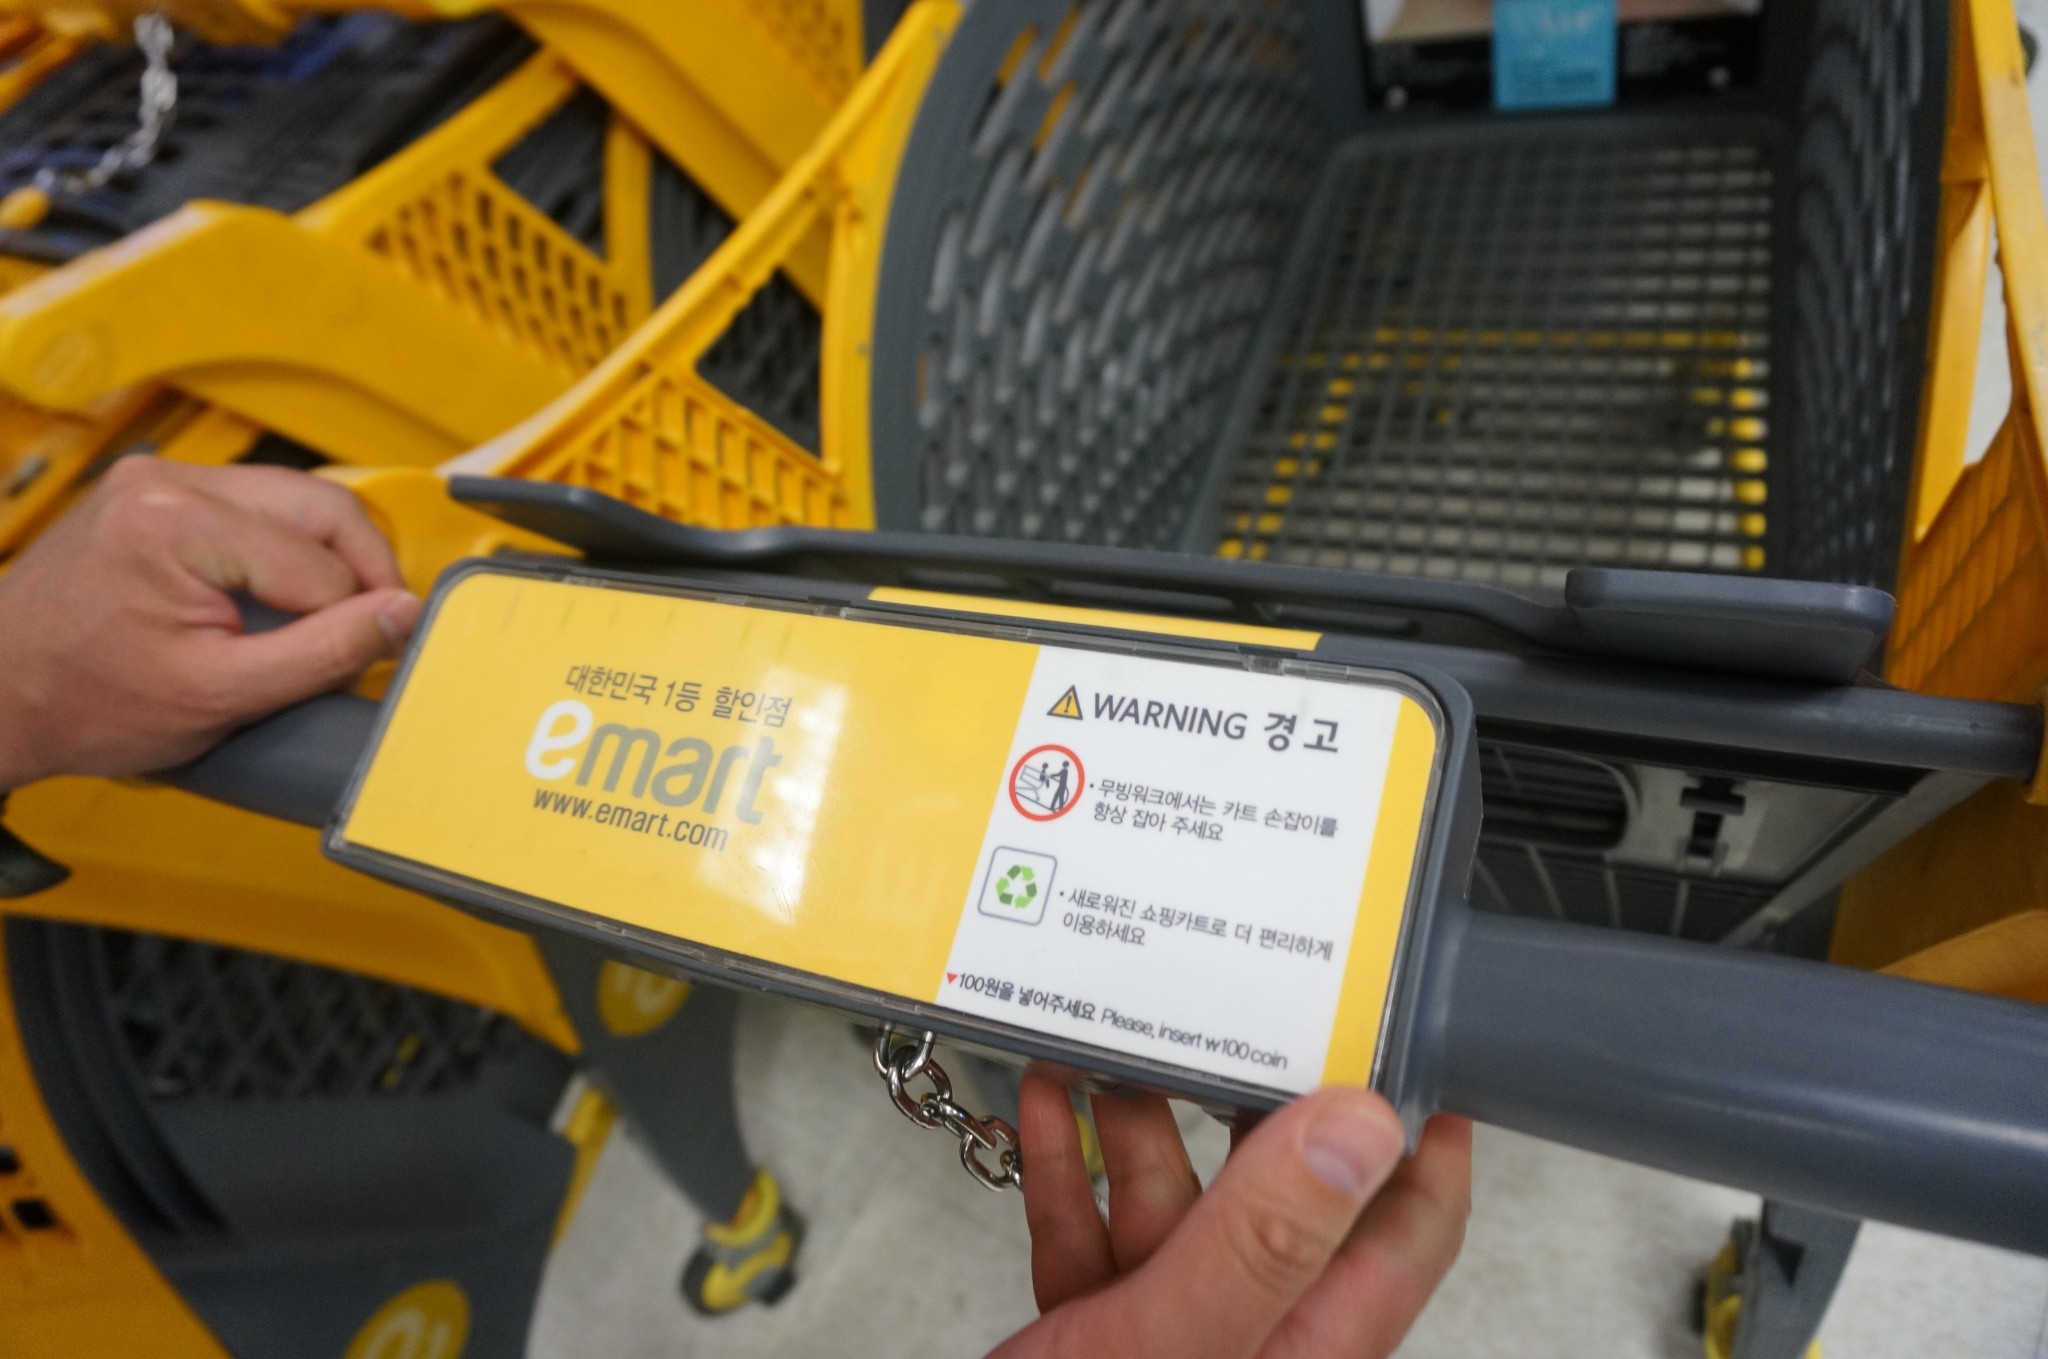 대한민국 1등 할인점
emart
www.emart.com
WARNING 경고
• 무빙워크에서는 카트 손잡이를
항상 잡아 주세요
• 새로워진 쇼핑카트로 더 편리하게
이용하세요
▼100원을 넣어주세요 Please, insert ₩100 coin